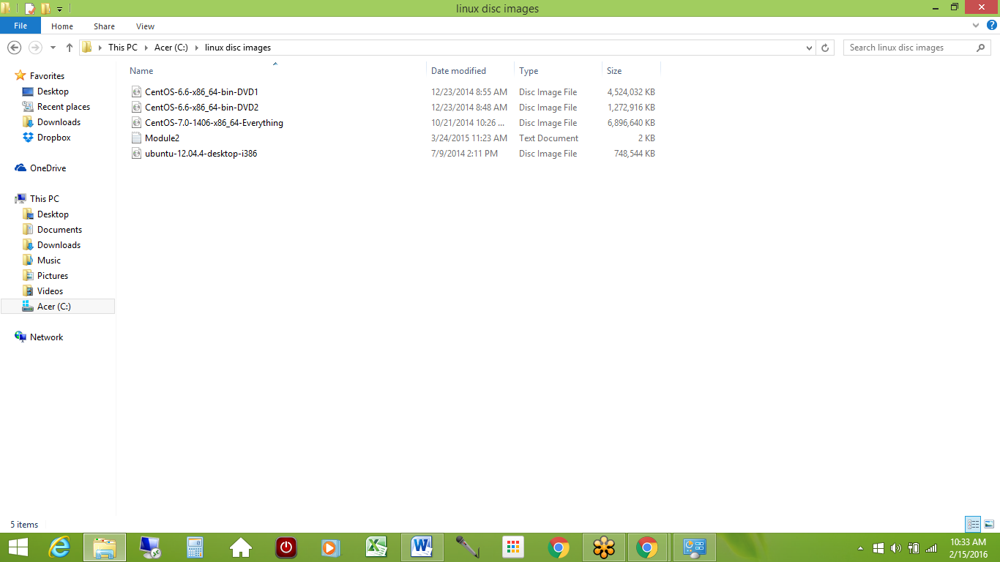 linux disc images
File Home Share View
This PC Acer (C:) linux disc images Search linux disc images
Name Date modified Type Size
Favorites
Desktop
Recent places
Downloads
Dropbox
OneDrive
This PC
Desktop
Documents
Downloads
Music
Pictures
Videos
Acer (C:)
Network
CentOS-6.6-x86_64-bin-DVD1 12/23/2014 8:55 AM Disc Image File 4,524,032 KB
CentOS-6.6-x86_64-bin-DVD2 12/23/2014 8:48 AM Disc Image File 1,272,916 KB
CentOS-7.0-1406-x86_64-Everything 10/21/2014 10:26 ... Disc Image File 6,896,640 KB
Module2 3/24/2015 11:23 AM Text Document 2 KB
ubuntu-12.04.4-desktop-i386 7/9/2014 2:11 PM Disc Image File 748,544 KB
5 items
10:33 AM
2/15/2016